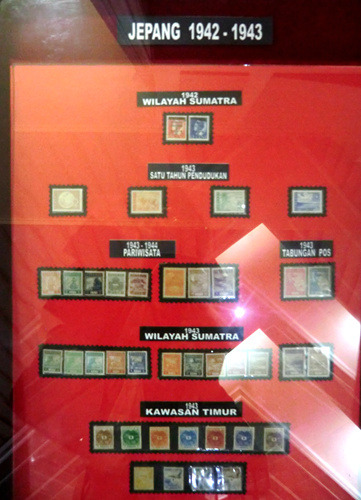 JEPANG 1942 - 1943
1942
WILAYAH SUMATRA
1943
SATU TAHUN PENDUDUKAN
1943 - 1944
PARIWISATA
1943
TABUNGAN POS
1943
WILAYAH SUMATRA
1943
KAWASAN TIMUR